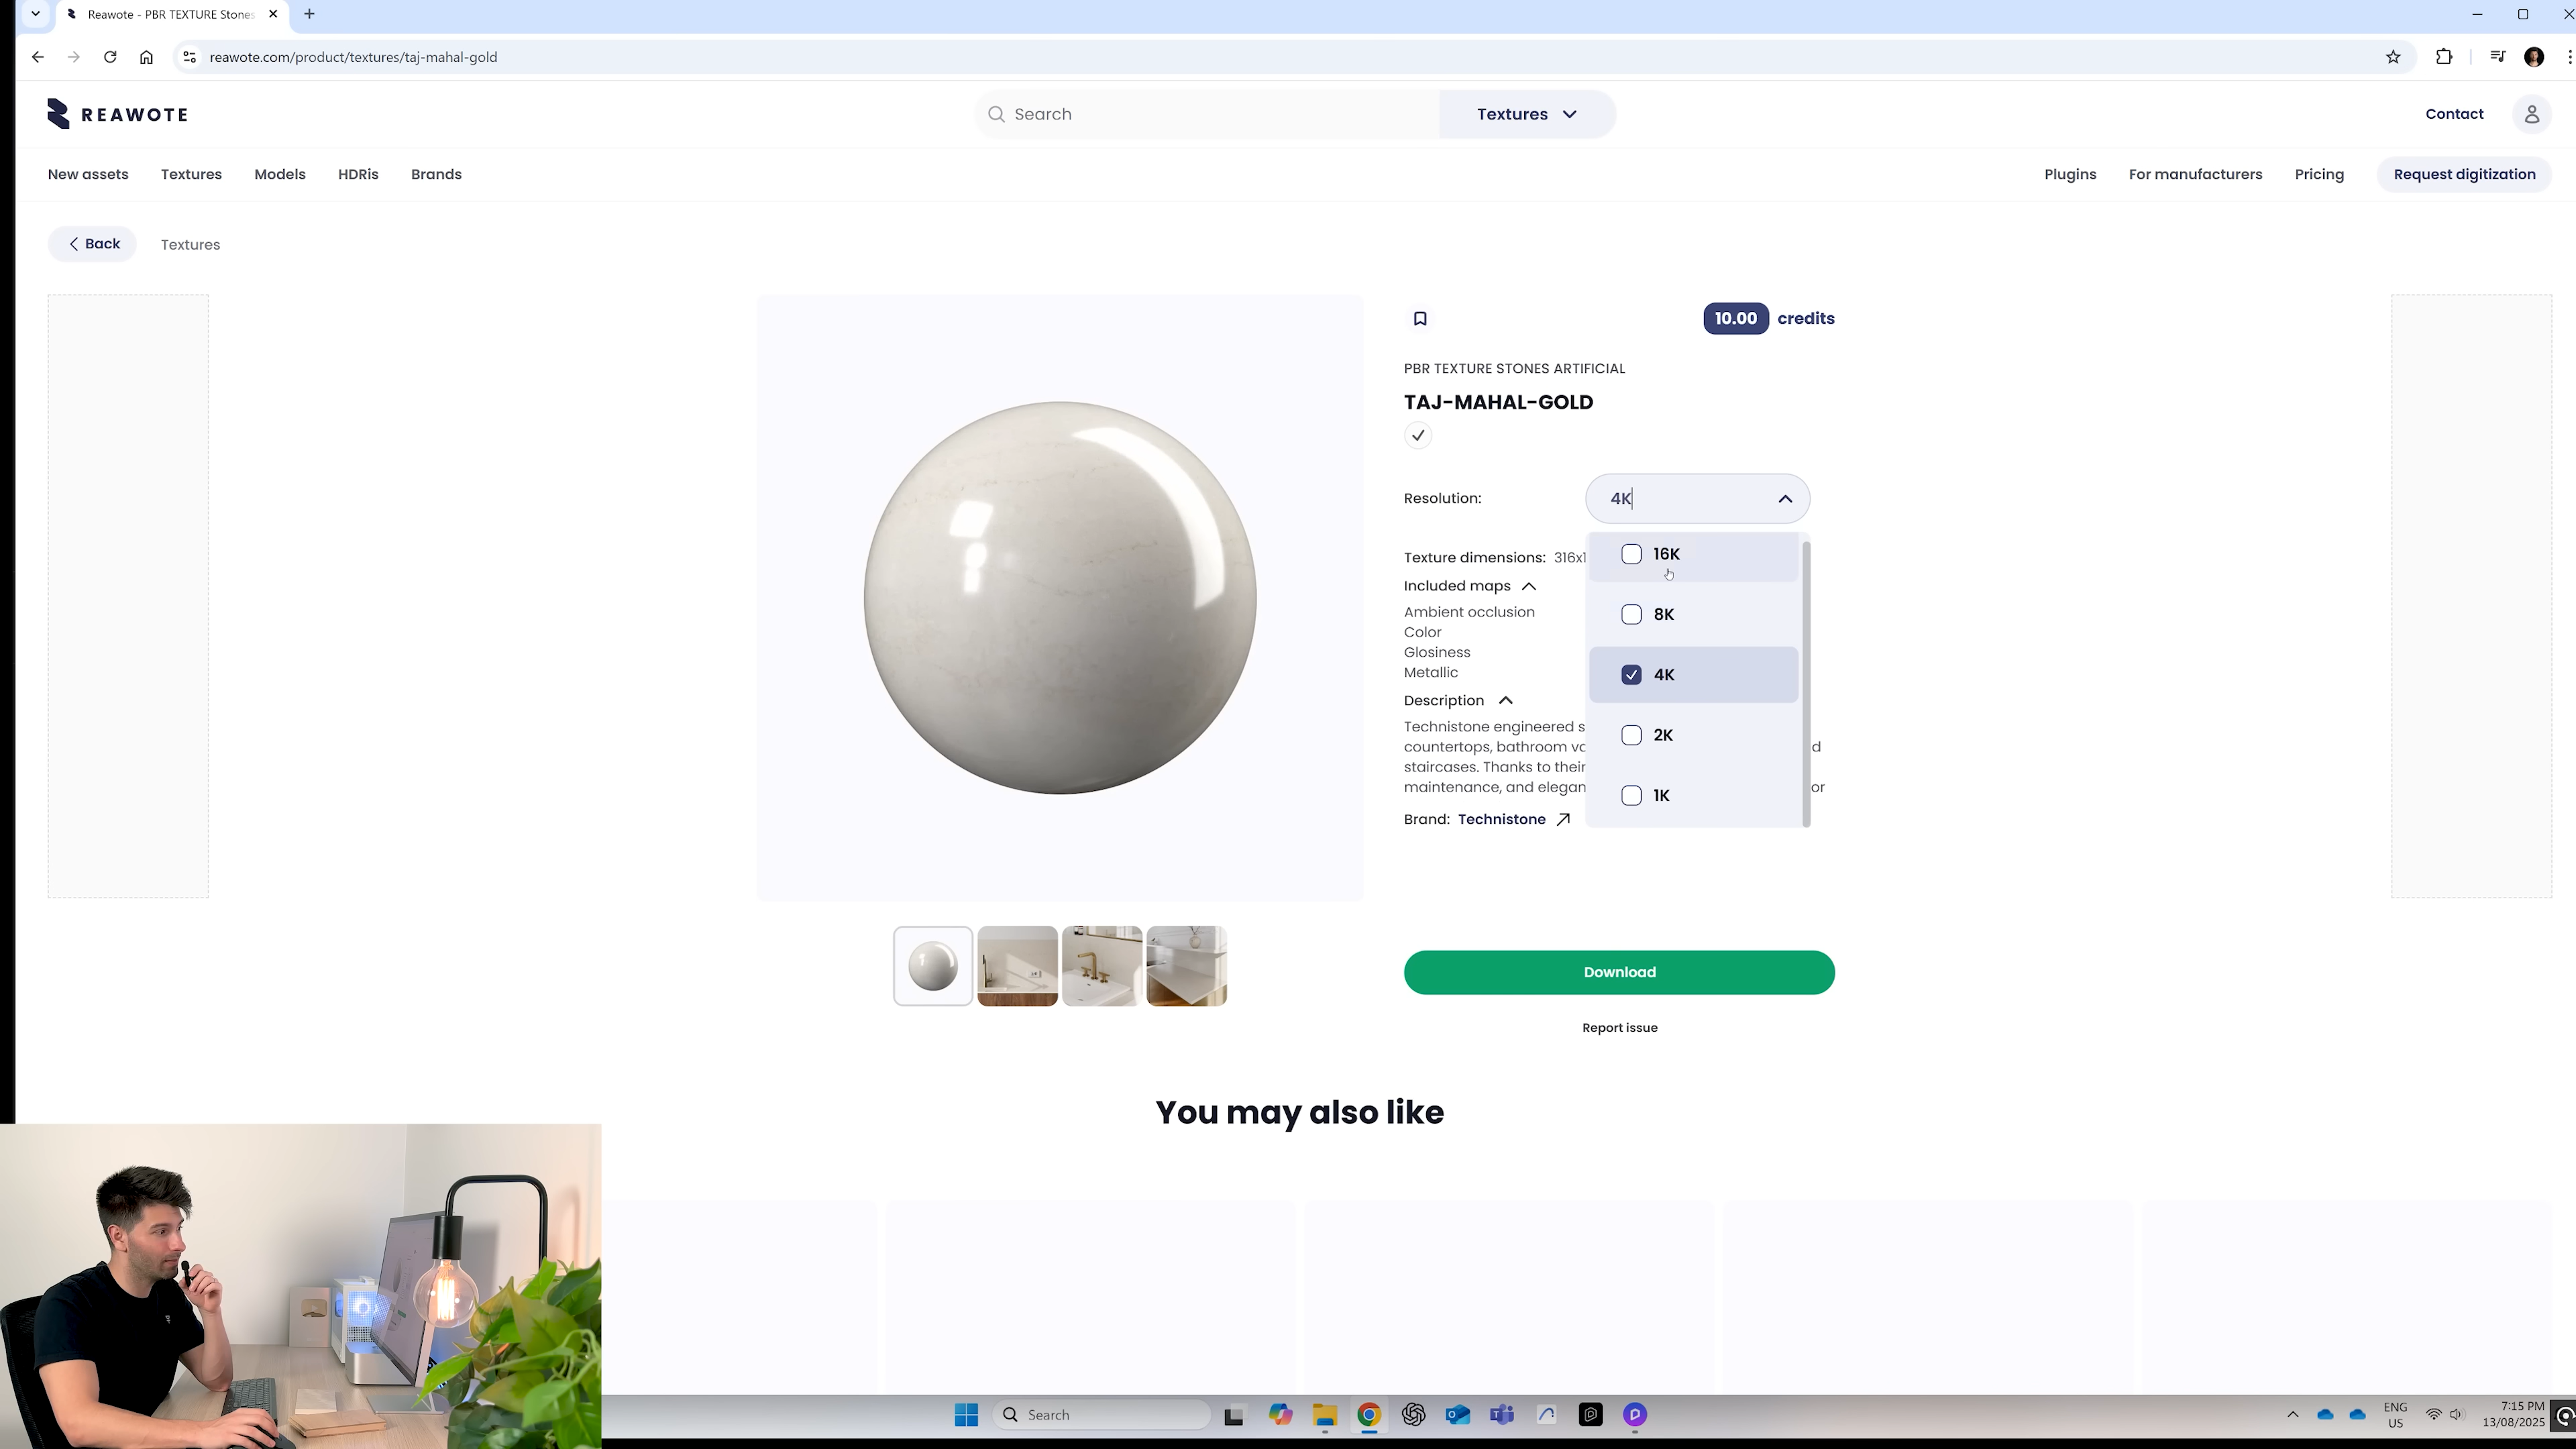 Reawote - PBR TEXTURE Stones
reawote.com/product/textures/taj-mahal-gold
REAWOTE
Search
Textures
Contact
New assets
Textures
Models
HDRis
Brands
Plugins
For manufacturers
Pricing
Request digitization
Back
Textures
10.00 credits
PBR TEXTURE STONES ARTIFICIAL
TAJ-MAHAL-GOLD
Resolution:
4K
16K
8K
4K
2K
1K
Texture dimensions: 316x1
Included maps
Ambient occlusion
Color
Glosiness
Metallic
Description
Technistone engineered s
countertops, bathroom va d
staircases. Thanks to their
maintenance, and elegan or
Brand: Technistone
Download
Report issue
You may also like
Search
ENG
US
7:15 PM
13/08/2025